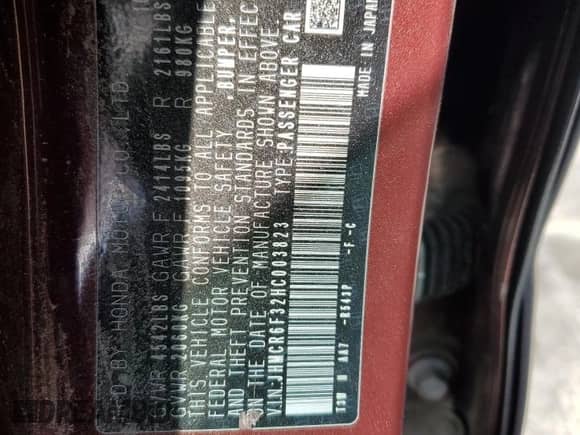 D BY HONDA MOTOR CO., LTD.
GVWR 4542LBS GAWR F 2414LBS R 2161LBS
GVWR 2060KG GAWR F 1095KG R 980KG
THIS VEHICLE CONFORMS TO ALL APPLICABLE
FEDERAL MOTOR VEHICLE SAFETY ,BUMPER,
AND THEFT PREVENTION STANDARDS IN EFFECT
ON THE DATE OF MANUFACTURE SHOWN ABOVE.
V.I.N.: JHMCR6F32HC003823 TYPE: PASSENGER CAR
R561P -F -C
MADE IN JAPAN